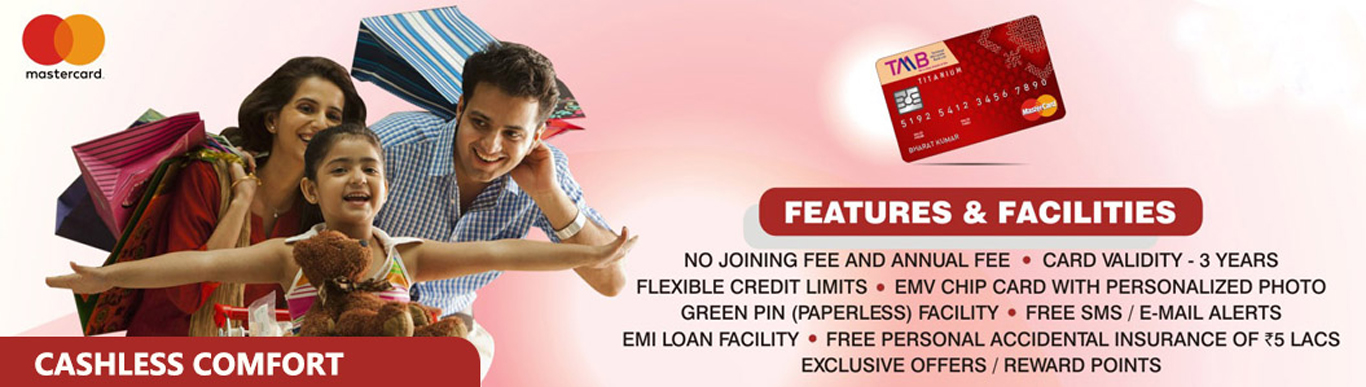 mastercard.
TMB
TITANIUM
5192 5412 3456 7890
MasterCard
BHARAT KUMAR
FEATURES & FACILITIES
NO JOINING FEE AND ANNUAL FEE • CARD VALIDITY - 3 YEARS
FLEXIBLE CREDIT LIMITS • EMV CHIP CARD WITH PERSONALIZED PHOTO
GREEN PIN (PAPERLESS) FACILITY • FREE SMS / E-MAIL ALERTS
EMI LOAN FACILITY • FREE PERSONAL ACCIDENTAL INSURANCE OF ₹5 LACS
EXCLUSIVE OFFERS / REWARD POINTS
CASHLESS COMFORT